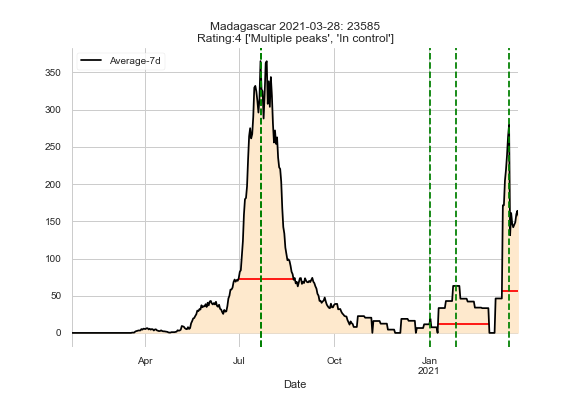 Madagascar 2021-03-28: 23585
Rating:4 ['Multiple peaks', 'In control']
Average-7d
350
300
250
200
150
100
50
0
Apr
Jul
Oct
Jan
2021
Date